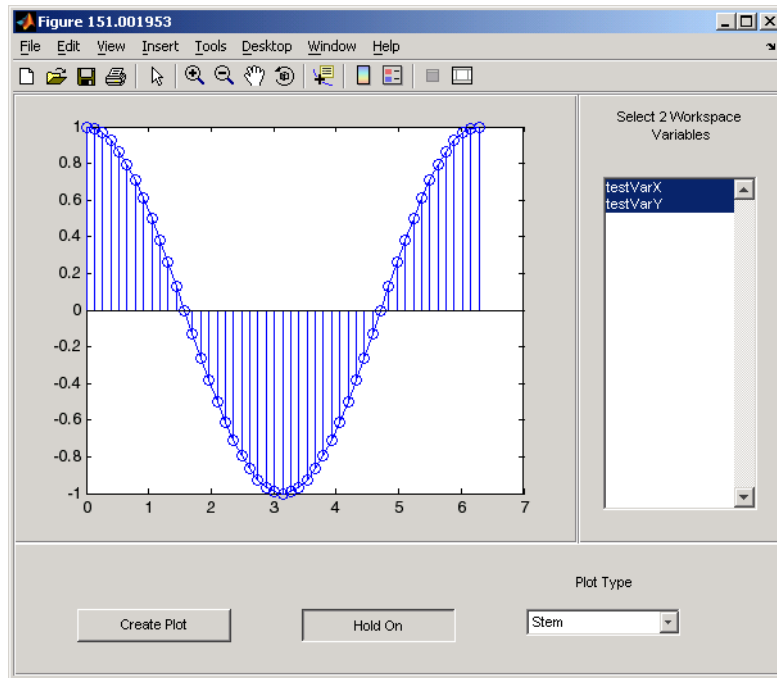 Figure 151.001953
File Edit View Insert Tools Desktop Window Help
Select 2 Workspace
Variables
testVarX
testVarY
1
0.8
0.6
0.4
0.2
0
-0.2
-0.4
-0.6
-0.8
-1
0 1 2 3 4 5 6 7
Plot Type
Create Plot
Hold On
Stem